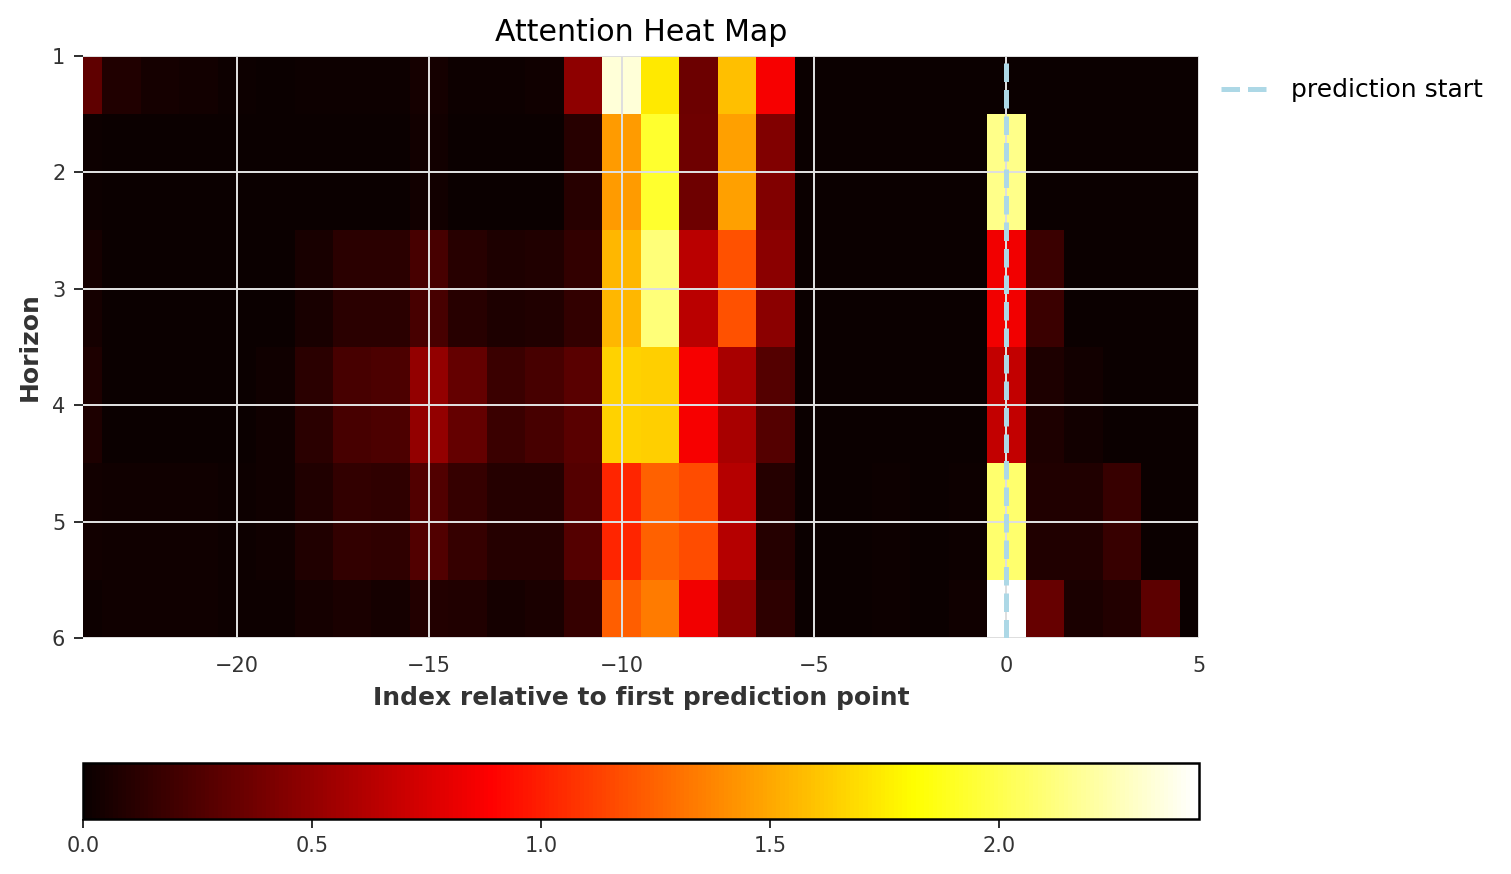 Attention Heat Map
prediction start
Horizon
1
2
3
4
5
6
−20 −15 −10 −5 0 5
Index relative to first prediction point
0.0 0.5 1.0 1.5 2.0